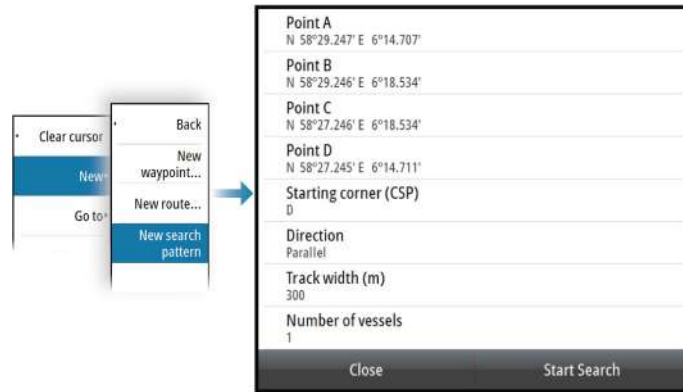 Clear cursor
New
Go to
Back
New
waypoint...
New route...
New search
pattern
Point A
N 58°29.247' E 6°14.707'
Point B
N 58°29.246' E 6°18.534'
Point C
N 58°27.246' E 6°18.534'
Point D
N 58°27.245' E 6°14.711'
Starting corner (CSP)
D
Direction
Parallel
Track width (m)
300
Number of vessels
1
Close
Start Search